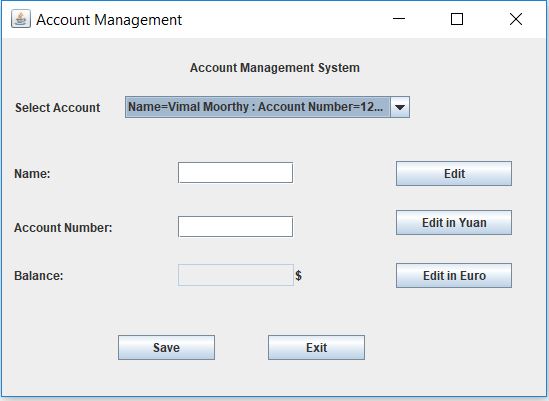 Account Management
Account Management System
Select Account Name=Vimal Moorthy : Account Number=12...
Name: Edit
Account Number: Edit in Yuan
Balance: $ Edit in Euro
Save Exit